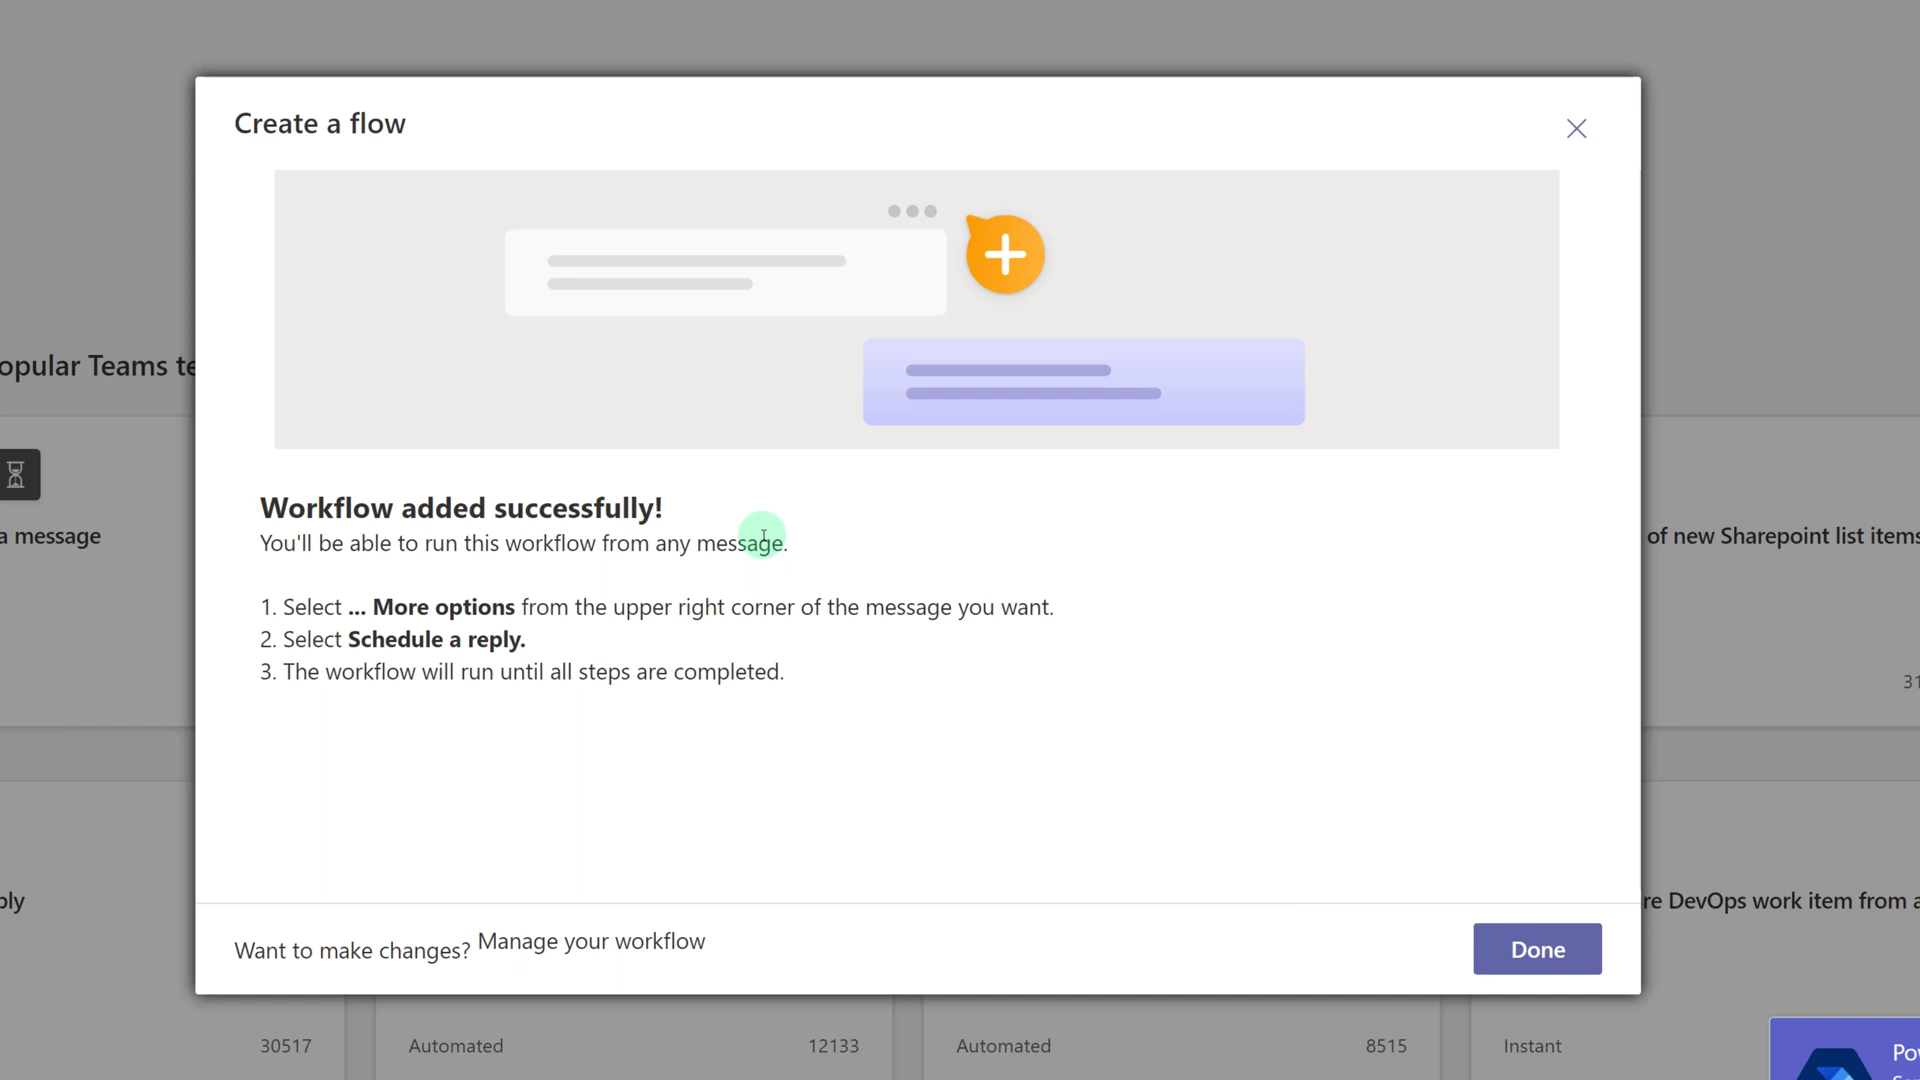 Create a flow
opular Teams te
a message
of new Sharepoint list items
Workflow added successfully!
You'll be able to run this workflow from any message.
1. Select ... More options from the upper right corner of the message you want.
2. Select Schedule a reply.
3. The workflow will run until all steps are completed.
31
ply
re DevOps work item from a
Want to make changes? Manage your workflow
Done
30517
Automated
12133
Automated
8515
Instant
Pow